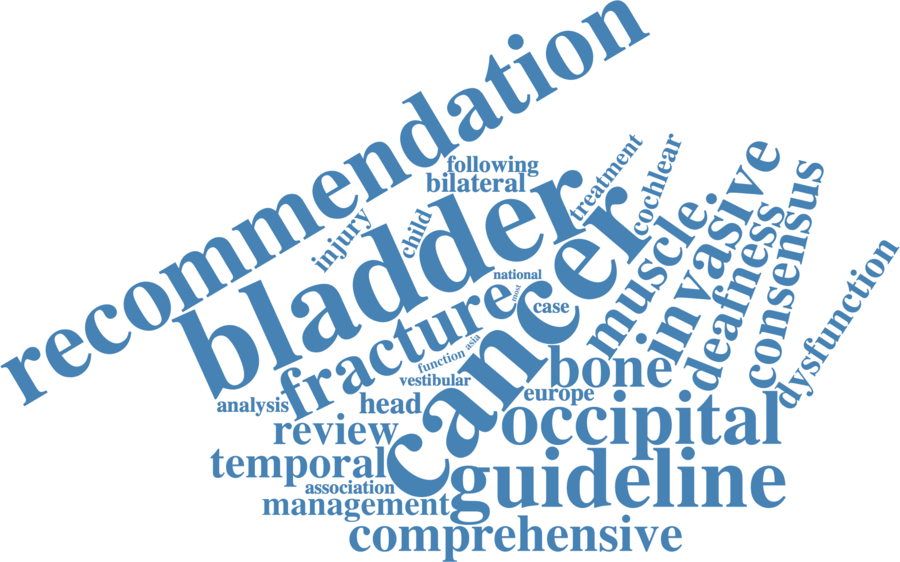 recommendation
following
bilateral
treatment
cochlear
injury
child
bladder
cancer
muscle
invasive
deafness
consensus
dysfunction
national
most
case
fracture
function
asia
vestibular
bone
europe
analysis
head
occipital
review
temporal
guideline
association
management
comprehensive